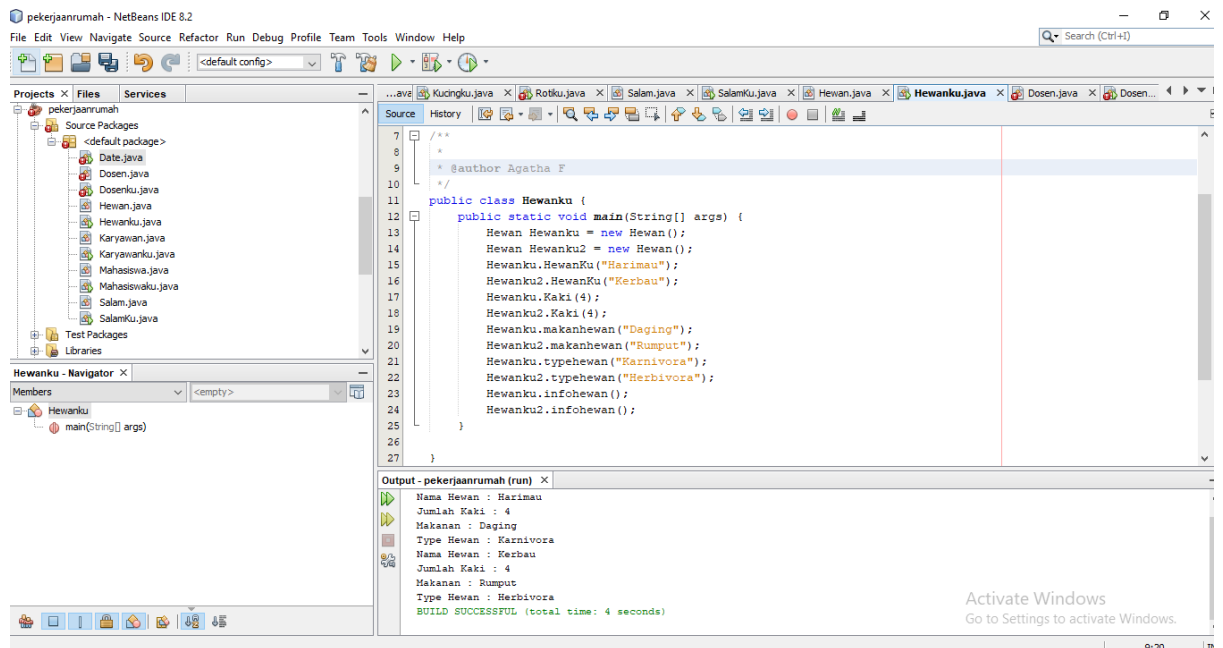 pekerjaanrumah - NetBeans IDE 8.2
File Edit View Navigate Source Refactor Run Debug Profile Team Tools Window Help
Search (Ctrl+I)
<default config>
Projects Files Services
...ava Kucingku.java Rotiku.java Salam.java SalamKu.java Hewan.java Hewanku.java Dosen.java Dosen...
Source History
pekerjaanrumah
Source Packages
<default package>
Date.java
Dosen.java
Dosenku.java
Hewan.java
Hewanku.java
Karyawan.java
Karyawanku.java
Mahasiswa.java
Mahasiswaku.java
Salam.java
SalamKu.java
Test Packages
Libraries
Hewanku - Navigator
Members <empty>
Hewanku
main(String[] args)
7 /**
8 *
9 * @author Agatha F
10 */
11 public class Hewanku {
12 public static void main(String[] args) {
13 Hewan Hewanku = new Hewan();
14 Hewan Hewanku2 = new Hewan();
15 Hewanku.HewanKu("Harimau");
16 Hewanku2.HewanKu("Kerbau");
17 Hewanku.Kaki(4);
18 Hewanku2.Kaki(4);
19 Hewanku.makanhewan("Daging");
20 Hewanku2.makanhewan("Rumput");
21 Hewanku.typehewan("Karnivora");
22 Hewanku2.typehewan("Herbivora");
23 Hewanku.infohewan();
24 Hewanku2.infohewan();
25 }
26
27 }
Output - pekerjaanrumah (run)
Nama Hewan : Harimau
Jumlah Kaki : 4
Makanan : Daging
Type Hewan : Karnivora
Nama Hewan : Kerbau
Jumlah Kaki : 4
Makanan : Rumput
Type Hewan : Herbivora
BUILD SUCCESSFUL (total time: 4 seconds)
Activate Windows
Go to Settings to activate Windows.